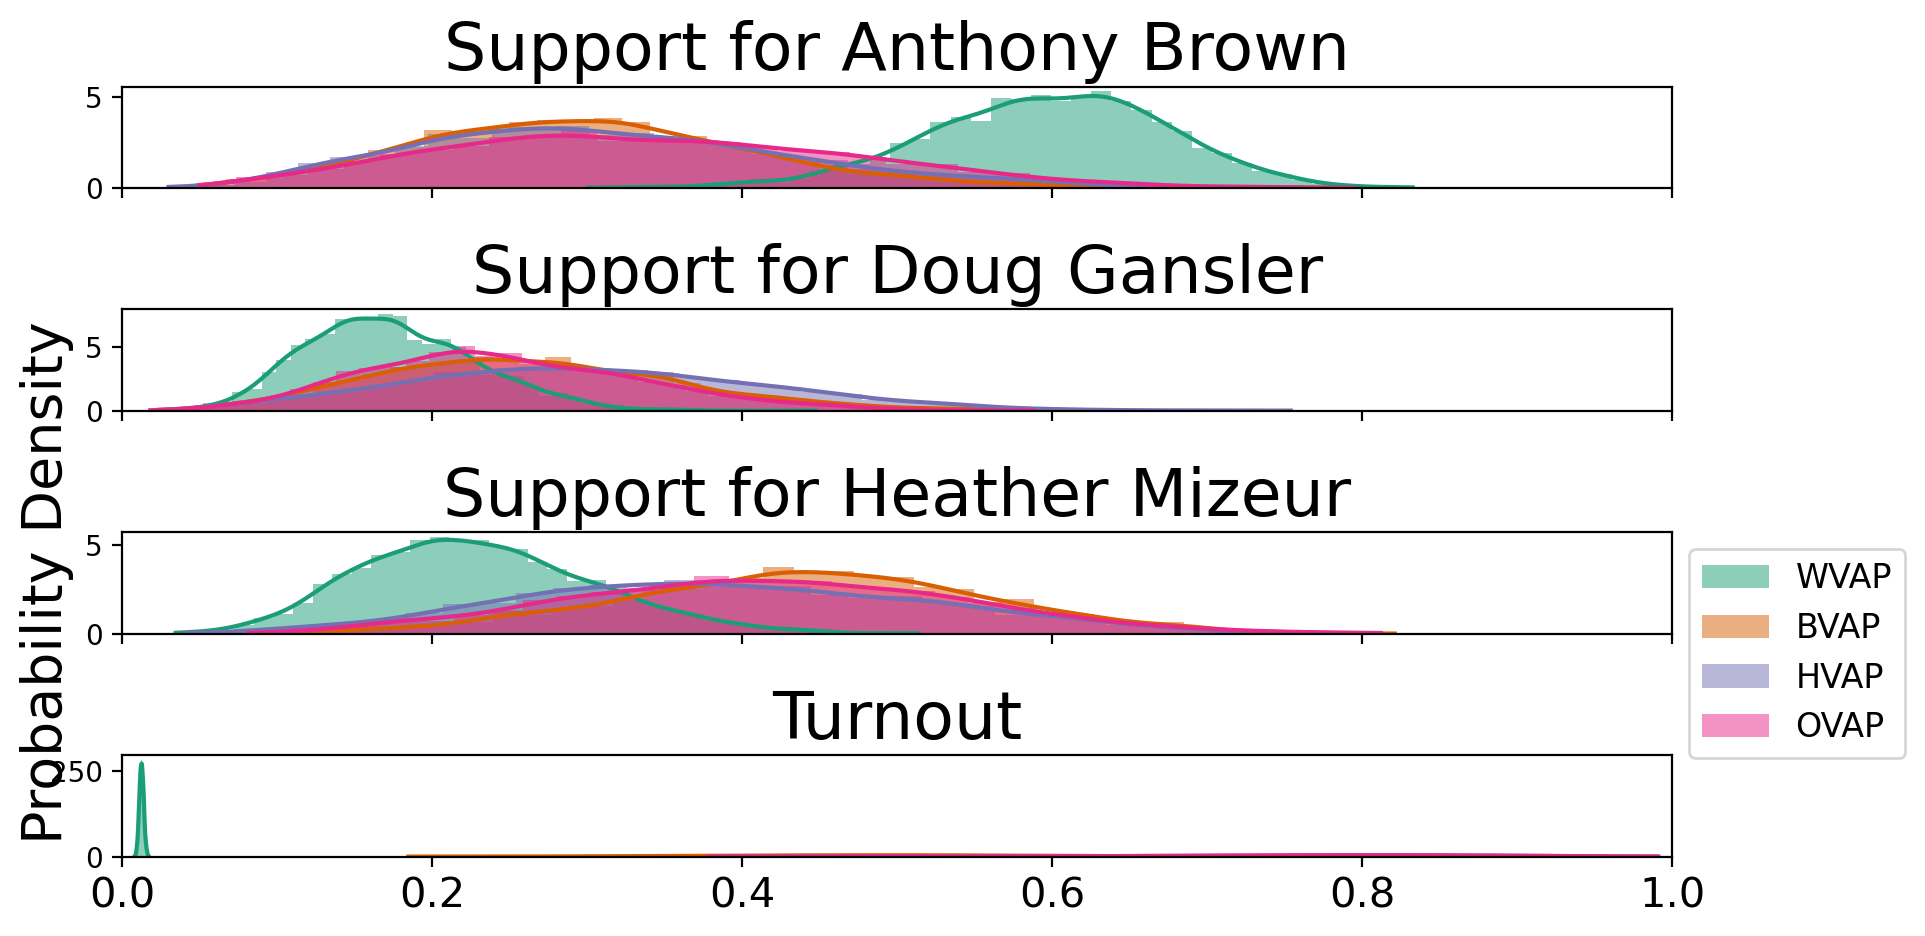 Support for Anthony Brown
5
0
Support for Doug Gansler
5
0
Probability Density
Support for Heather Mizeur
5
0
WVAP
BVAP
HVAP
OVAP
Turnout
250
0
0.0 0.2 0.4 0.6 0.8 1.0